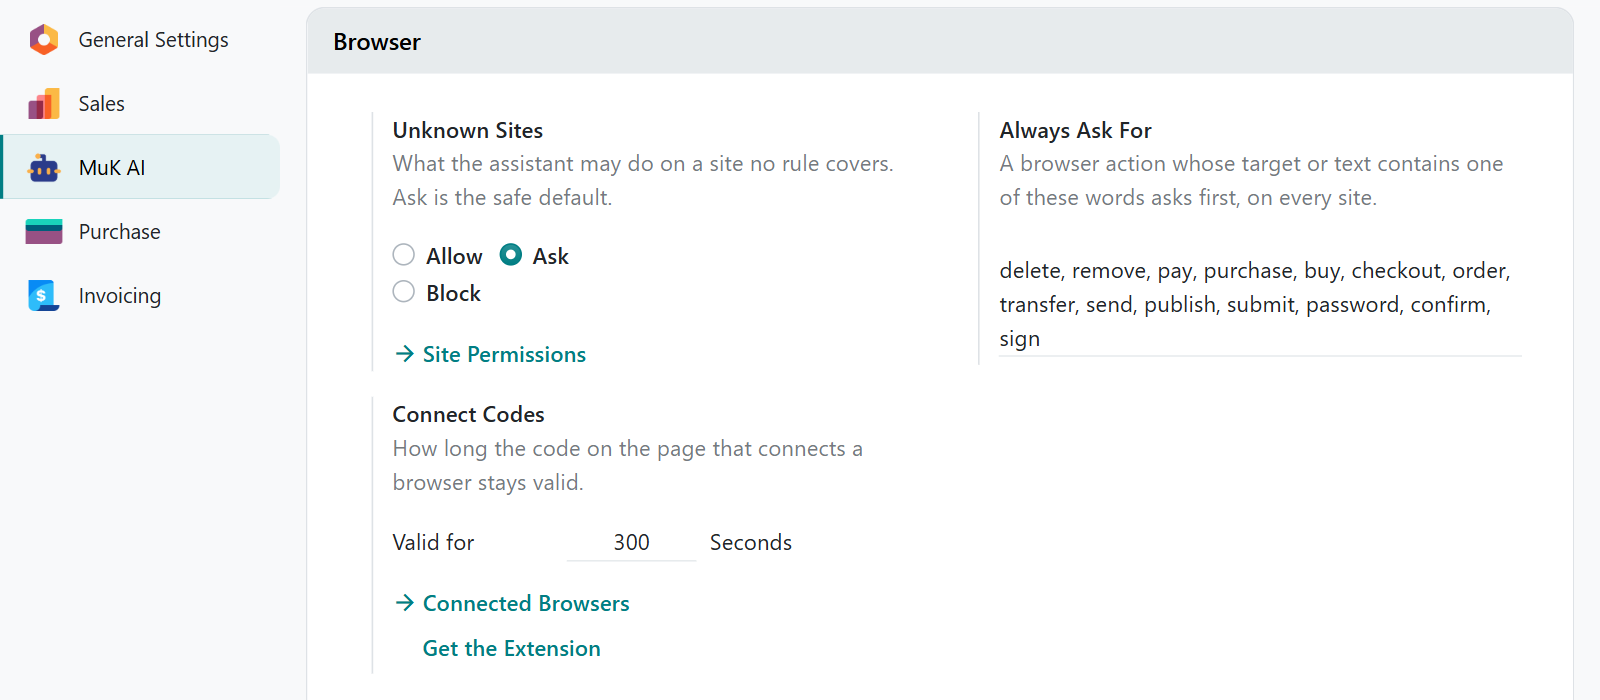 General Settings
Sales
MuK AI
Purchase
Invoicing
Browser
Unknown Sites
What the assistant may do on a site no rule covers.
Ask is the safe default.
Allow
Ask
Block
Site Permissions
Always Ask For
A browser action whose target or text contains one
of these words asks first, on every site.
delete, remove, pay, purchase, buy, checkout, order,
transfer, send, publish, submit, password, confirm,
sign
Connect Codes
How long the code on the page that connects a
browser stays valid.
Valid for 300 Seconds
Connected Browsers
Get the Extension